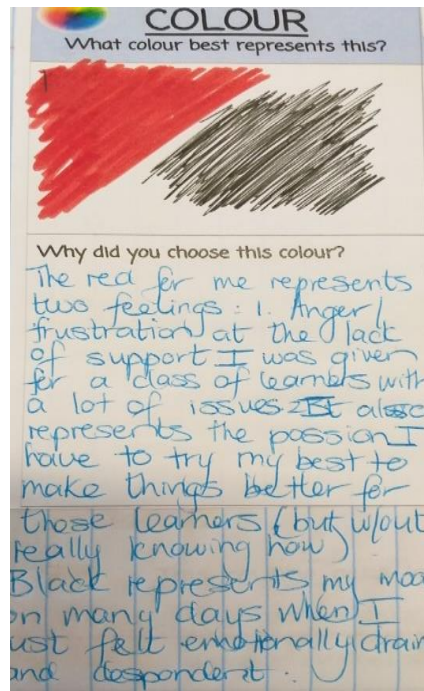 COLOUR
What colour best represents this?
Why did you choose this colour?
The red for me represents
two feelings: 1. Anger/
frustration at the lack
of support I was given
for a class of learners with
a lot of issues 2. It also
represents the passion I
have to try my best to
make things better for
those learners (but w/out
really knowing how)
Black represents my moo
on many days when I
ust felt emotionally drain
and despondent.